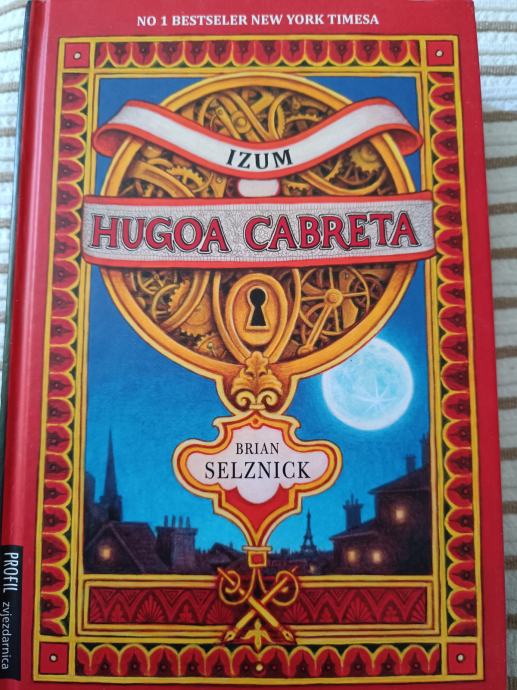 NO 1 BESTSELER NEW YORK TIMESA
IZUM
HUGOA CABRETA
BRIAN
SELZNICK
PROFIL
zvjezdarnica